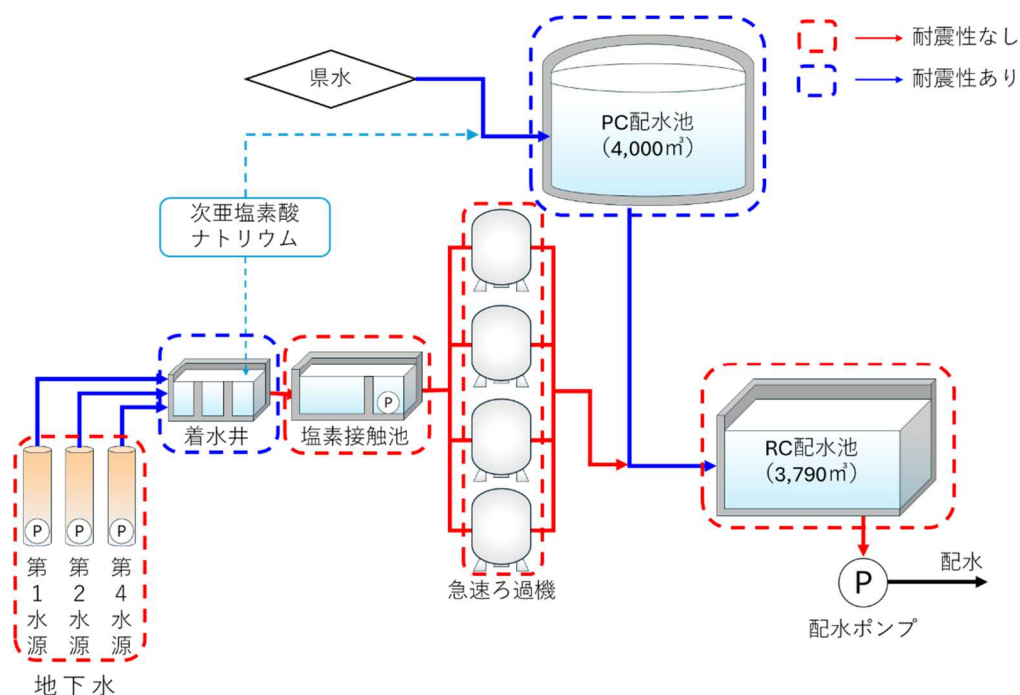 耐震性なし
耐震性あり
県水
PC配水池
(4,000㎥)
次亜塩素酸
ナトリウム
着水井
塩素接触池
P
急速ろ過機
RC配水池
(3,790㎥)
P
P
P
第1水源
第2水源
第4水源
地下水
P
配水
配水ポンプ